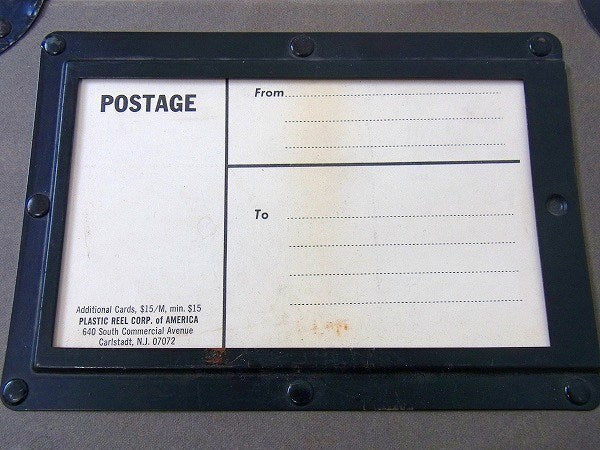 POSTAGE
From
To
Additional Cards, $15/M, min. $15
PLASTIC REEL CORP. of AMERICA
640 South Commercial Avenue
Carlstadt, N.J. 07072